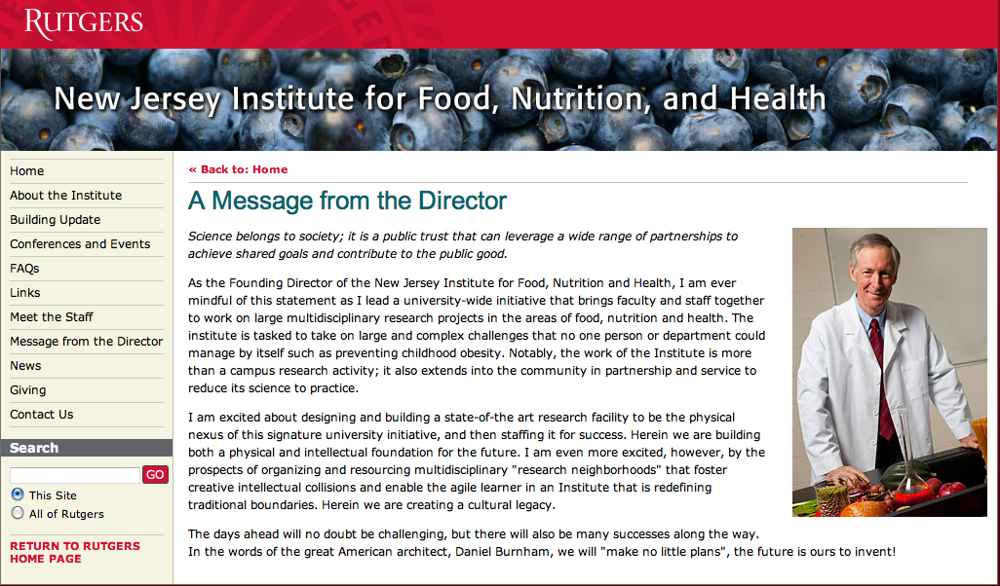 RUTGERS
New Jersey Institute for Food, Nutrition, and Health
Home
About the Institute
Building Update
Conferences and Events
FAQs
Links
Meet the Staff
Message from the Director
News
Giving
Contact Us
Search
GO
This Site
All of Rutgers
RETURN TO RUTGERS
HOME PAGE
« Back to: Home
A Message from the Director
Science belongs to society; it is a public trust that can leverage a wide range of partnerships to
achieve shared goals and contribute to the public good.
As the Founding Director of the New Jersey Institute for Food, Nutrition and Health, I am ever
mindful of this statement as I lead a university-wide initiative that brings faculty and staff together
to work on large multidisciplinary research projects in the areas of food, nutrition and health. The
institute is tasked to take on large and complex challenges that no one person or department could
manage by itself such as preventing childhood obesity. Notably, the work of the Institute is more
than a campus research activity; it also extends into the community in partnership and service to
reduce its science to practice.
I am excited about designing and building a state-of-the art research facility to be the physical
nexus of this signature university initiative, and then staffing it for success. Herein we are building
both a physical and intellectual foundation for the future. I am even more excited, however, by the
prospects of organizing and resourcing multidisciplinary "research neighborhoods" that foster
creative intellectual collisions and enable the agile learner in an Institute that is redefining
traditional boundaries. Herein we are creating a cultural legacy.
The days ahead will no doubt be challenging, but there will also be many successes along the way.
In the words of the great American architect, Daniel Burnham, we will "make no little plans", the future is ours to invent!